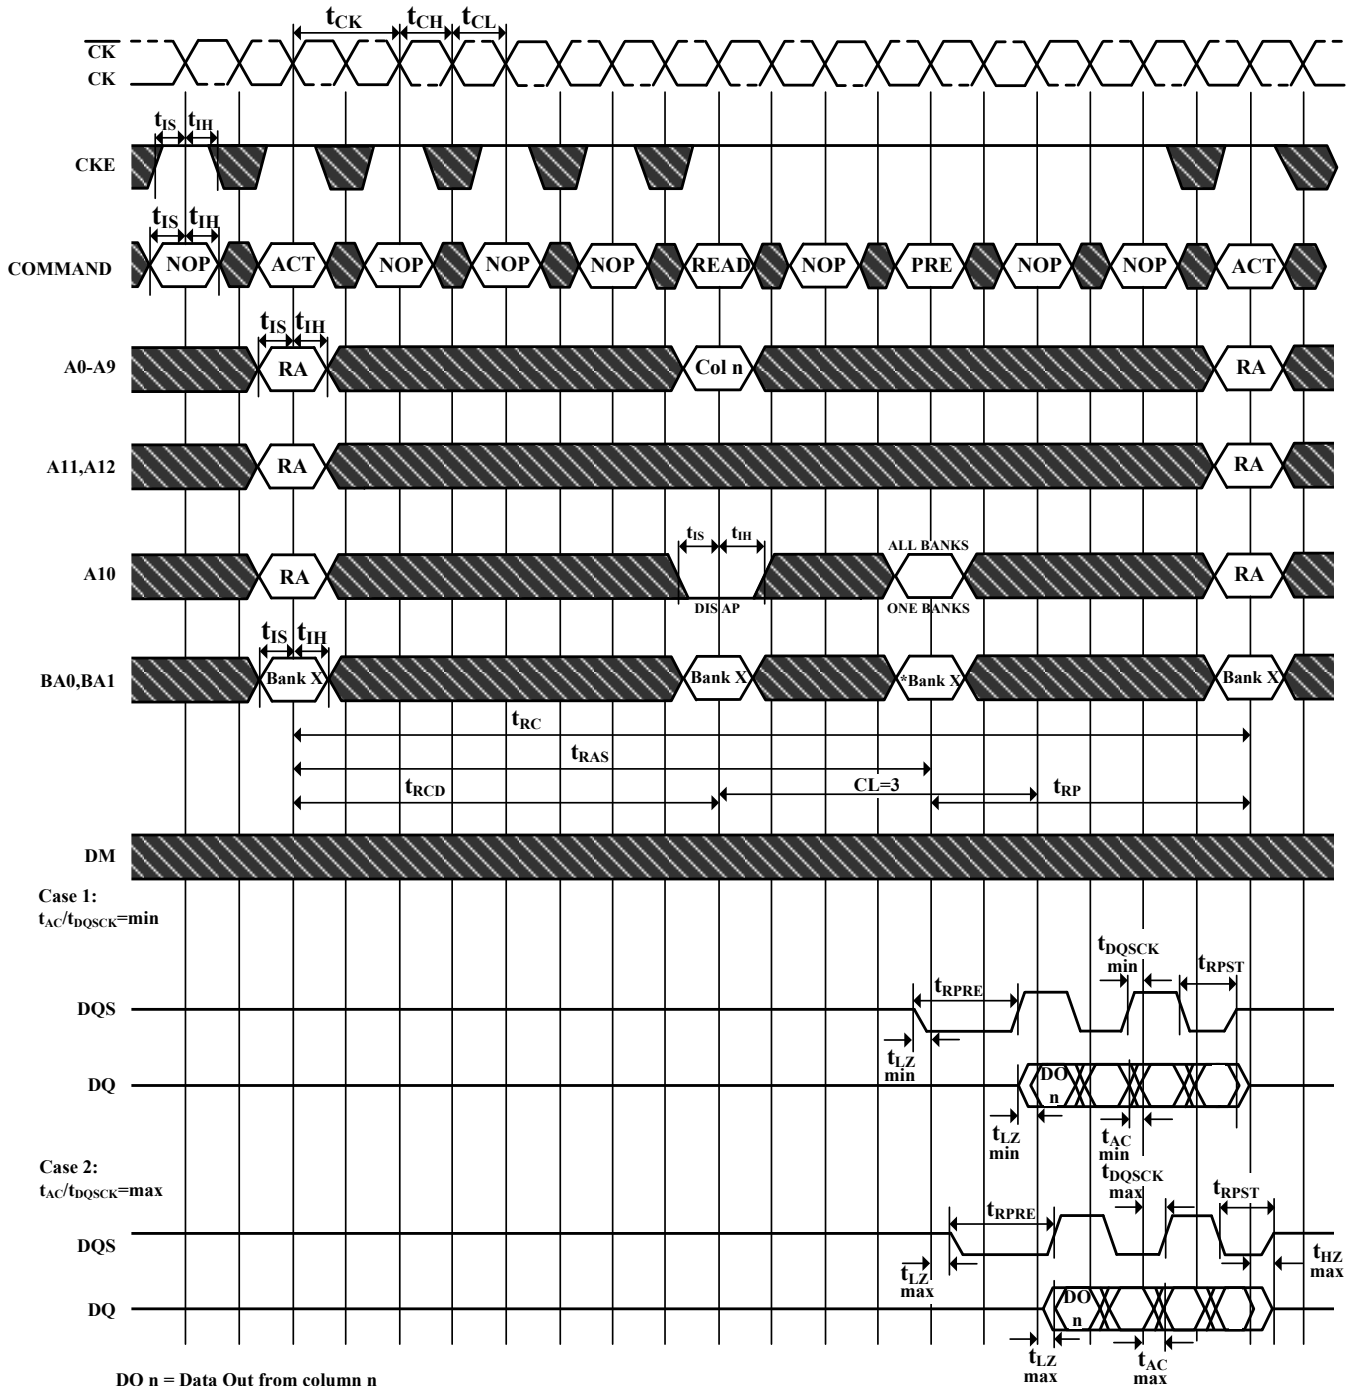 tCK tCH tCL
CK
CK
tIS tIH
CKE
tIS tIH
COMMAND NOP ACT NOP NOP NOP READ NOP PRE NOP NOP ACT
tIS tIH
A0-A9 RA Col n RA
A11,A12 RA RA
tIS tIH ALL BANKS
A10 RA RA
DIS AP ONE BANKS
tIS tIH
BA0,BA1 Bank X Bank X *Bank X Bank X
tRC
tRAS
tRCD CL=3 tRP
DM
Case 1:
tAC/tDQSCK=min
tDQSCK
min
tRPST
tRPRE
DQS
tLZ
min
DQ DO
n
tLZ
min
tAC
min
Case 2:
tAC/tDQSCK=max
tDQSCK
max
tRPST
tRPRE
DQS
tHZ
max
tLZ
max
DQ DO
n
tLZ
max
tAC
max
DO n = Data Out from column n